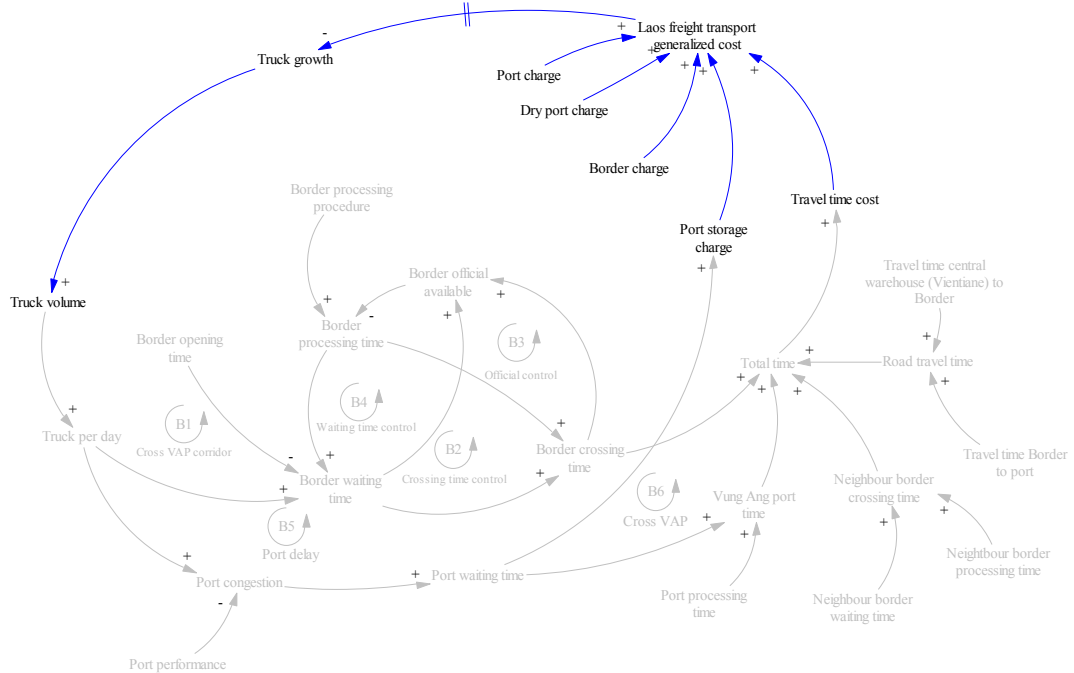 Laos freight transport
generalized cost
+
-
Truck growth
+
+
+
+
+
Port charge
Dry port charge
Border charge
Travel time cost
+
Border processing
procedure
Port storage
charge
+
Truck volume
+
Border official
available
+
+
Travel time central
warehouse (Vientiane) to
Border
+
-
Border
processing time
Border opening
time
B3
Official control
+
+
Total time
Road travel time
+
+
+
+
+
B4
Waiting time control
B1
Cross VAP corridor
Truck per day
B2
Crossing time control
+
Border crossing
time
Travel time Border
to port
-
+
+
Border waiting
time
+
B6
Cross VAP
Vung Ang port
time
Neighbour border
crossing time
B5
Port delay
+
+
+
+
+
Port congestion
+
Port waiting time
Neightbour border
processing time
-
Port processing
time
Neighbour border
waiting time
Port performance